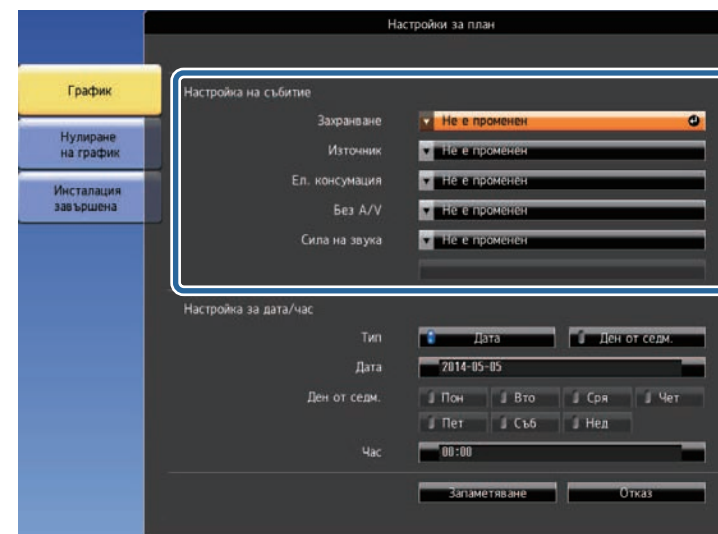 Настройки за план
График
Нулиране
на график
Инсталация
завършена
Настройка на събитие
Захранване Не е променен
Източник Не е променен
Ел. консумация Не е променен
Без A/V Не е променен
Сила на звука Не е променен
Настройка за дата/час
Тип Дата Ден от седм.
Дата 2014-05-05
Ден от седм. Пон Вто Сря Чет
Пет Съб Нед
Час 00:00
Запаметяване Отказ